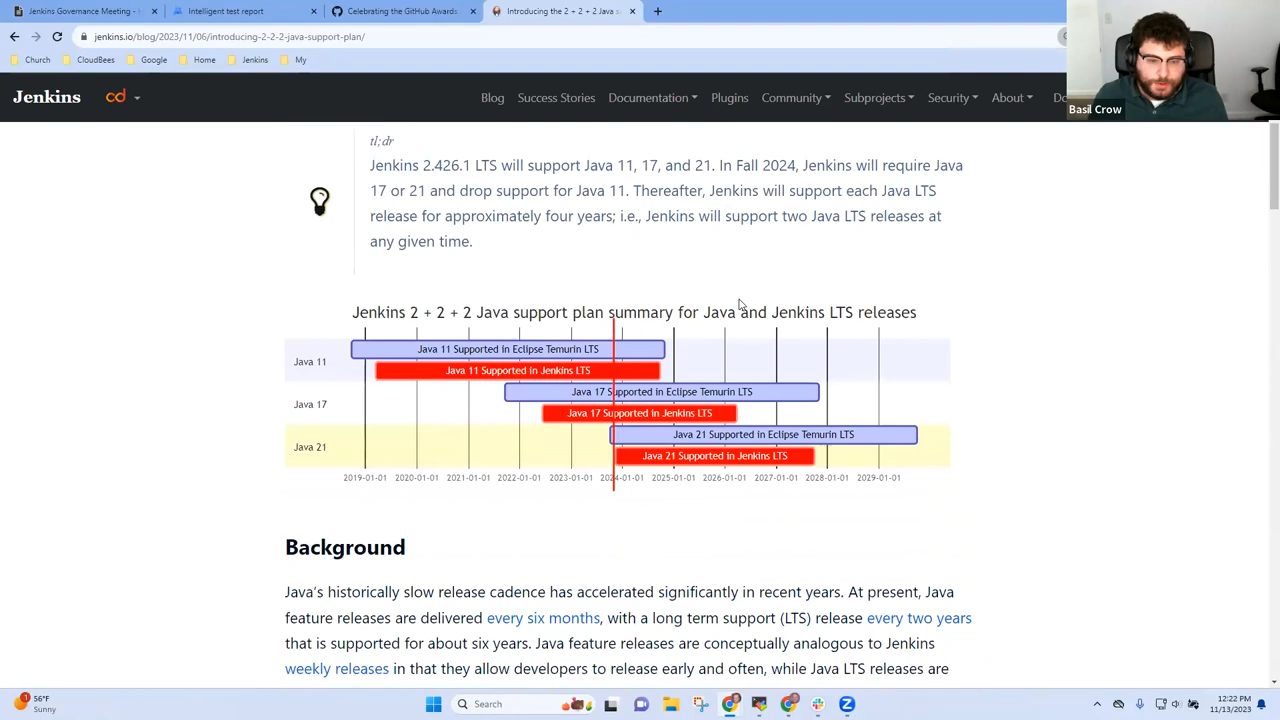 Jenkins Governance Meeting -
Intelligent test report
Celebrating the GitHub Awards
Introducing the 2 + 2 + 2 Java s
jenkins.io/blog/2023/11/06/introducing-2-2-2-java-support-plan/
Church
CloudBees
Google
Home
Jenkins
My
Basil Crow
Jenkins
cd
Blog
Success Stories
Documentation
Plugins
Community
Subprojects
Security
About
tl;dr
Jenkins 2.426.1 LTS will support Java 11, 17, and 21. In Fall 2024, Jenkins will require Java
17 or 21 and drop support for Java 11. Thereafter, Jenkins will support each Java LTS
release for approximately four years; i.e., Jenkins will support two Java LTS releases at
any given time.
Jenkins 2 + 2 + 2 Java support plan summary for Java and Jenkins LTS releases
Java 11
Java 11 Supported in Eclipse Temurin LTS
Java 11 Supported in Jenkins LTS
Java 17
Java 17 Supported in Eclipse Temurin LTS
Java 17 Supported in Jenkins LTS
Java 21
Java 21 Supported in Eclipse Temurin LTS
Java 21 Supported in Jenkins LTS
2019-01-01 2020-01-01 2021-01-01 2022-01-01 2023-01-01 2024-01-01 2025-01-01 2026-01-01 2027-01-01 2028-01-01 2029-01-01
Background
Java's historically slow release cadence has accelerated significantly in recent years. At present, Java
feature releases are delivered every six months, with a long term support (LTS) release every two years
that is supported for about six years. Java feature releases are conceptually analogous to Jenkins
weekly releases in that they allow developers to release early and often, while Java LTS releases are
56°F
Sunny
Search
12:22 PM
11/13/2023